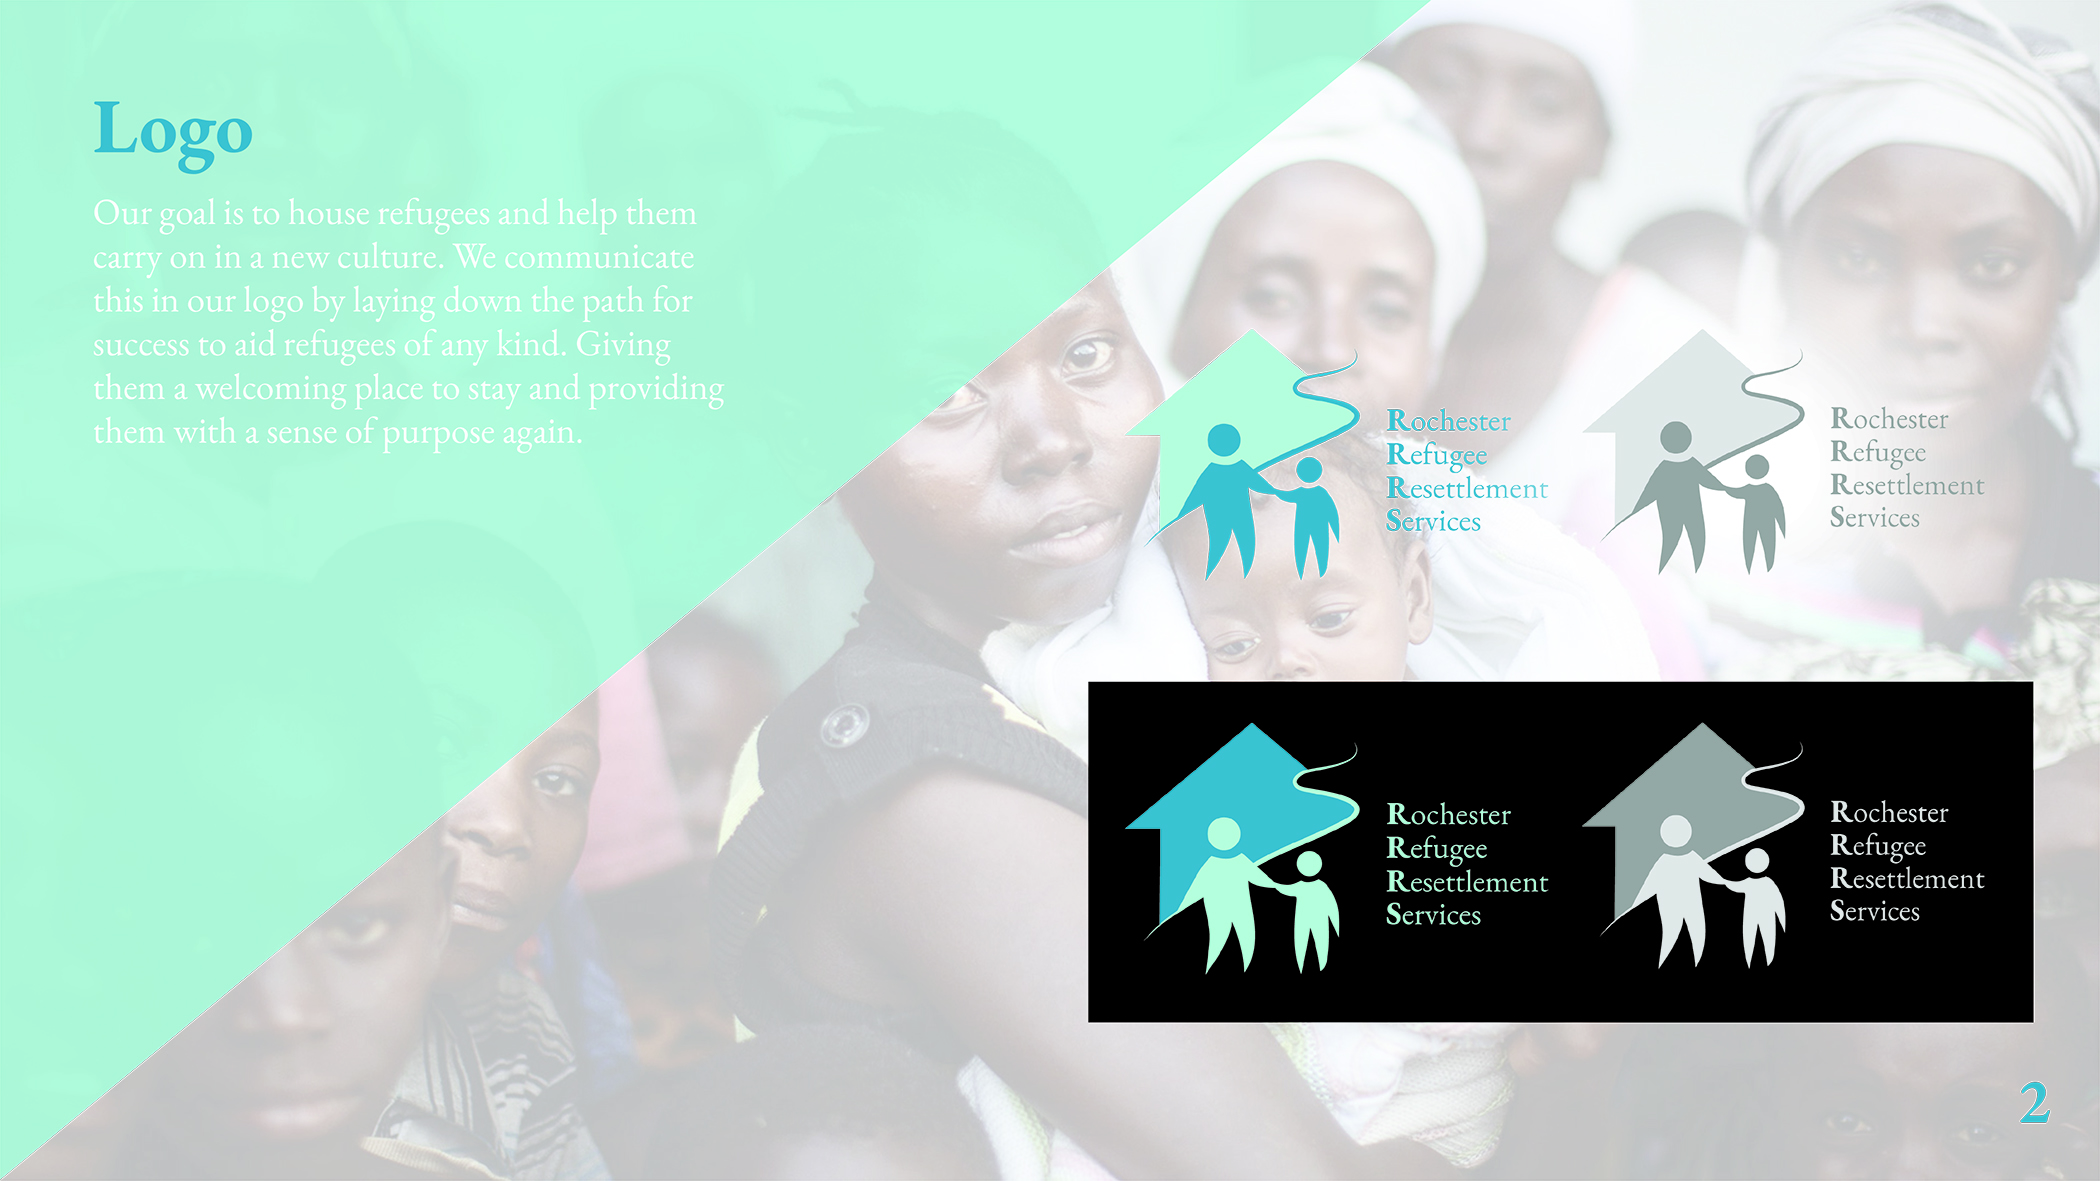 Logo
Our goal is to house refugees and help them
carry on in a new culture. We communicate
this in our logo by laying down the path for
success to aid refugees of any kind. Giving
them a welcoming place to stay and providing
them with a sense of purpose again.
Rochester
Refugee
Resettlement
Services
Rochester
Refugee
Resettlement
Services
Rochester
Refugee
Resettlement
Services
Rochester
Refugee
Resettlement
Services
2